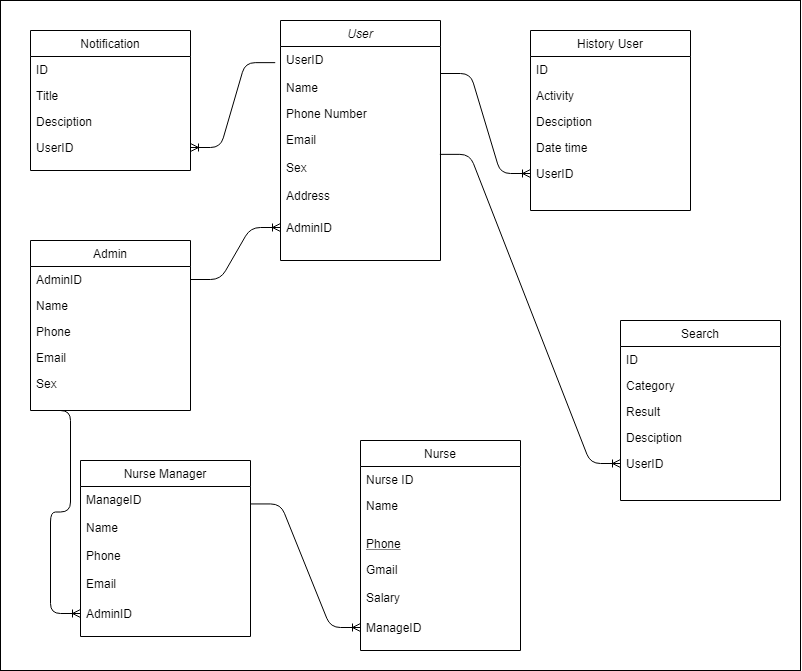 Notification
ID
Title
Desciption
UserID
User
UserID
Name
Phone Number
Email
Sex
Address
AdminID
History User
ID
Activity
Desciption
Date time
UserID
Admin
AdminID
Name
Phone
Email
Sex
Search
ID
Category
Result
Desciption
UserID
Nurse Manager
ManageID
Name
Phone
Email
AdminID
Nurse
Nurse ID
Name
Phone
Gmail
Salary
ManageID